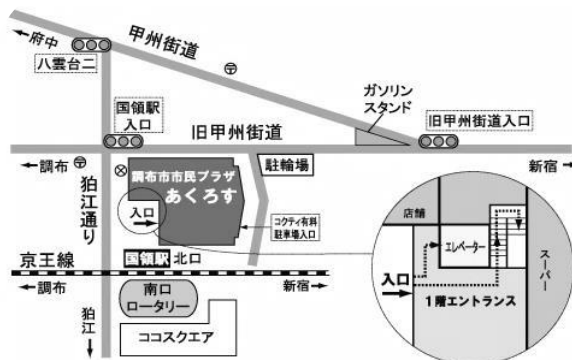 府中
甲州街道
〒
八雲台二
ガソリン
スタンド
国領駅
入口
旧甲州街道入口
旧甲州街道
調布
〒
新宿
駐輪場
調布市市民プラザ
あくろす
狛江通り
入口
コクティ有料
駐車場入口
店舗
エレベーター
スーパー
京王線
国領駅 北口
入口
1階エントランス
調布
新宿
南口
ロータリー
狛江
ココスクエア